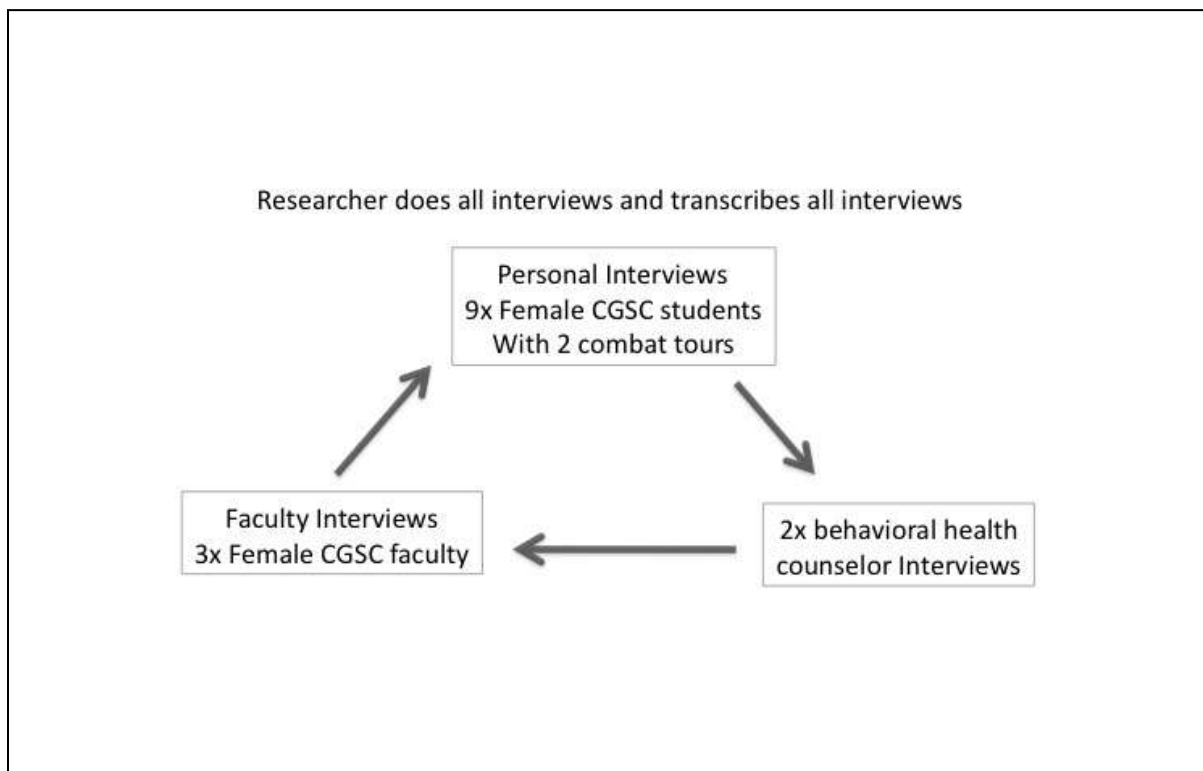 Researcher does all interviews and transcribes all interviews
Personal Interviews
9x Female CGSC students
With 2 combat tours
Faculty Interviews
3x Female CGSC faculty
2x behavioral health
counselor Interviews